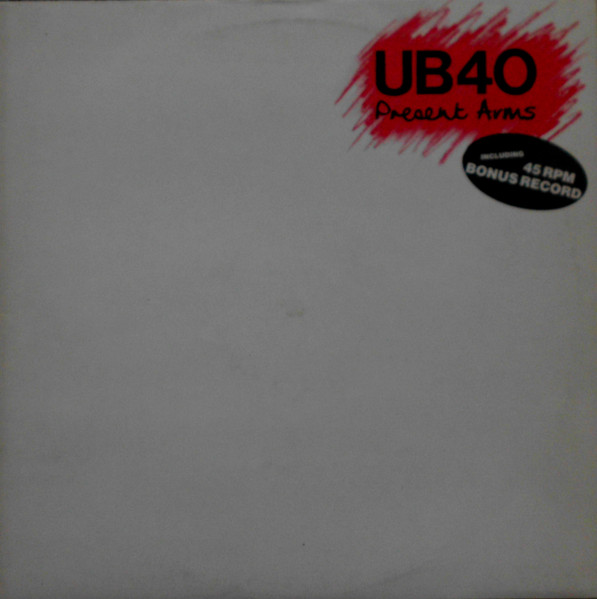 UB40
Present Arms
INCLUDING
45 RPM
BONUS RECORD